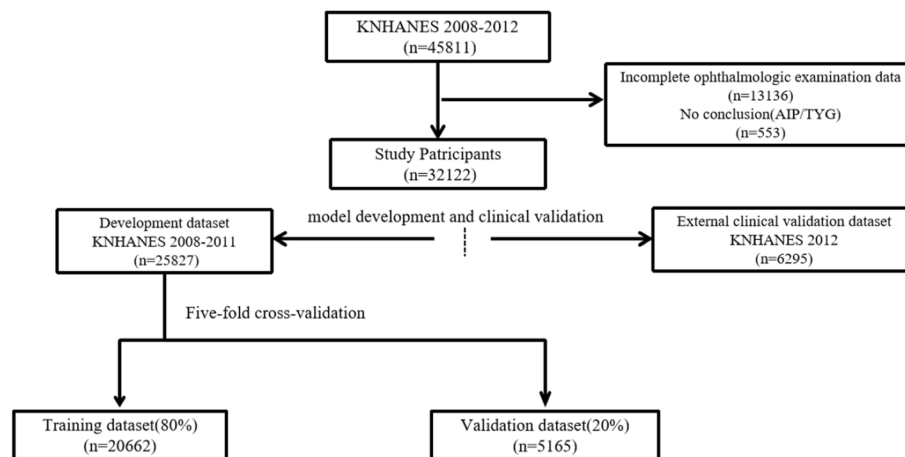 KNHANES 2008-2012
(n=45811)
Incomplete ophthalmologic examination data
(n=13136)
No conclusion(AIP/TYG)
(n=553)
Study Patricipants
(n=32122)
Development dataset
KNHANES 2008-2011
(n=25827)
model development and clinical validation
External clinical validation dataset
KNHANES 2012
(n=6295)
Five-fold cross-validation
Training dataset(80%)
(n=20662)
Validation dataset(20%)
(n=5165)